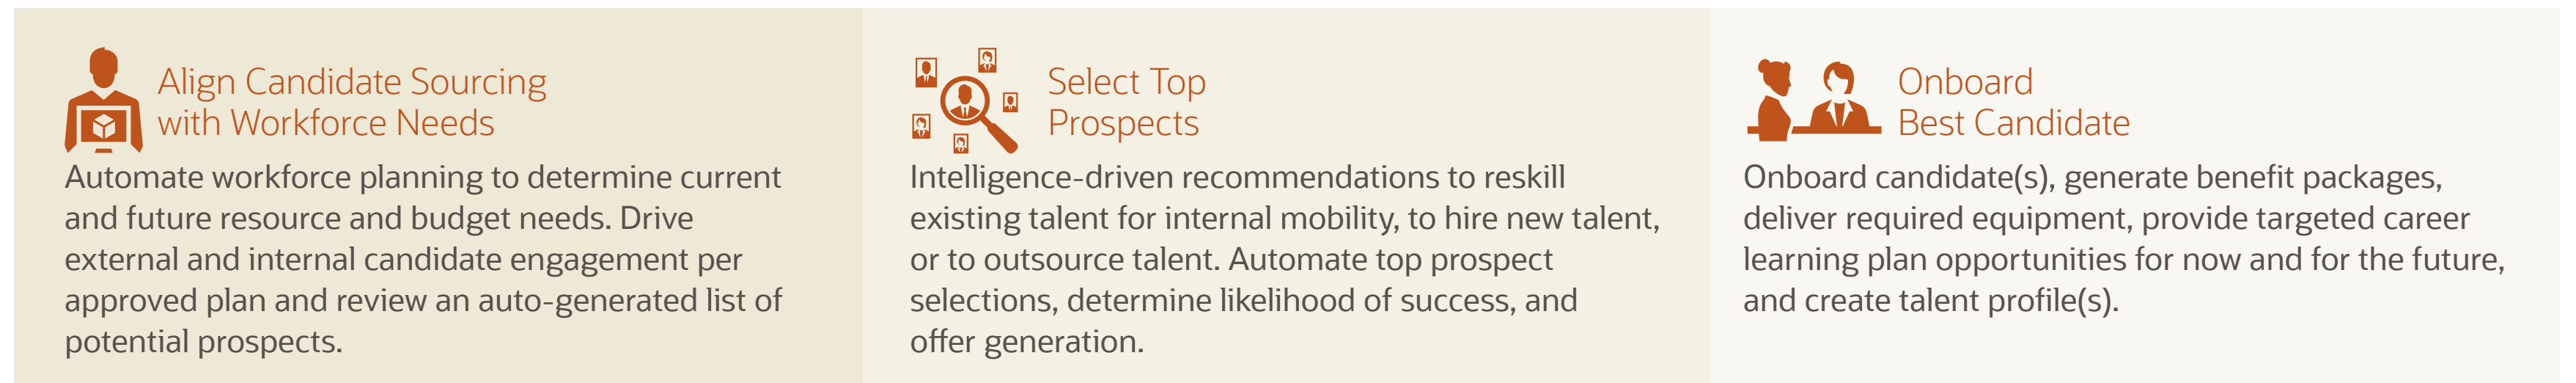 Align Candidate Sourcing
with Workforce Needs
Automate workforce planning to determine current
and future resource and budget needs. Drive
external and internal candidate engagement per
approved plan and review an auto-generated list of
potential prospects.
Select Top
Prospects
Intelligence-driven recommendations to reskill
existing talent for internal mobility, to hire new talent,
or to outsource talent. Automate top prospect
selections, determine likelihood of success, and
offer generation.
Onboard
Best Candidate
Onboard candidate(s), generate benefit packages,
deliver required equipment, provide targeted career
learning plan opportunities for now and for the future,
and create talent profile(s).